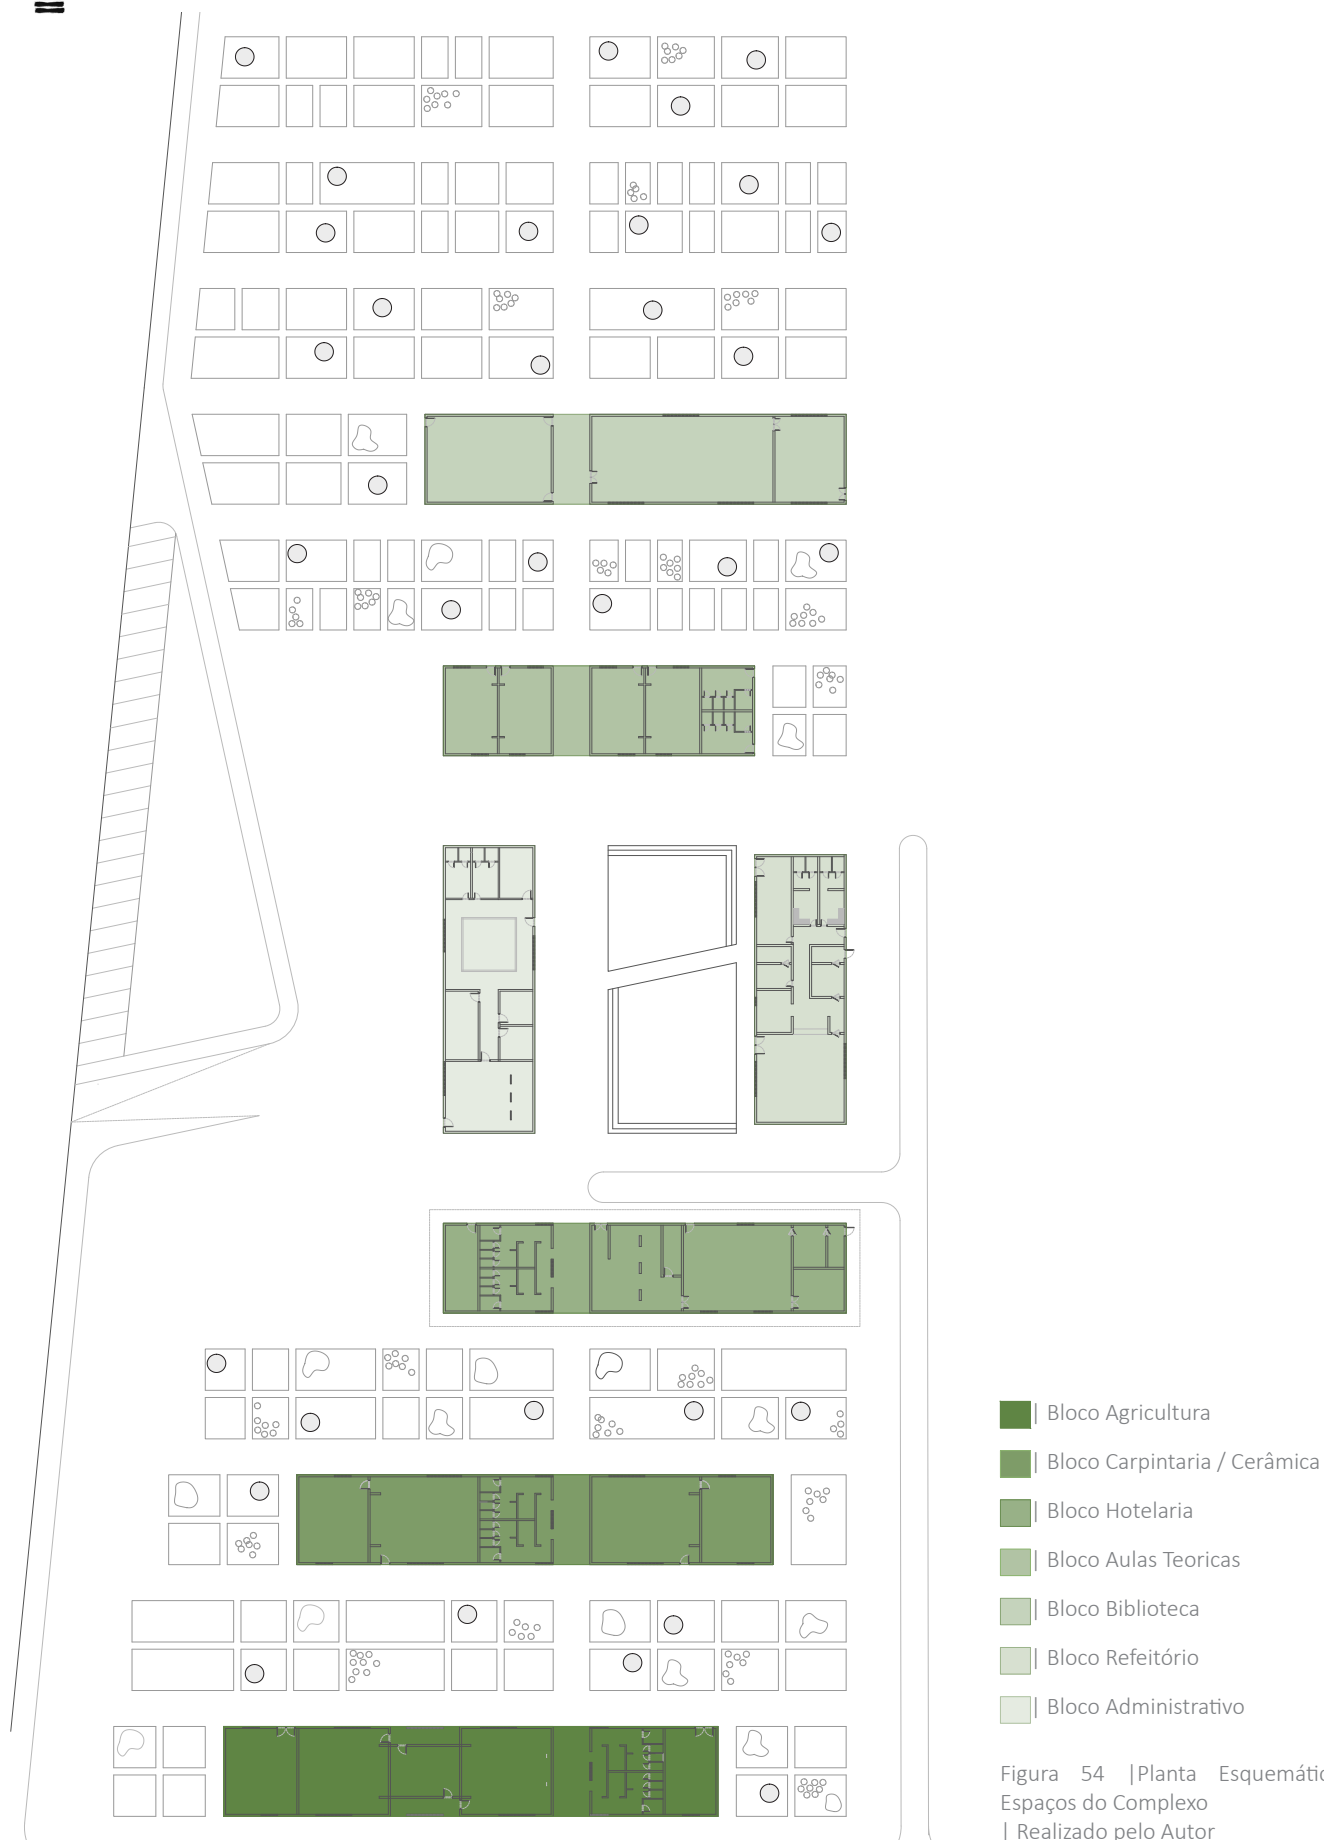 | Bloco Agricultura
| Bloco Carpintaria / Cerâmica
| Bloco Hotelaria
| Bloco Aulas Teoricas
| Bloco Biblioteca
| Bloco Refeitório
| Bloco Administrativo
Figura 54 |Planta
Espaços do Complexo
| Realizado pelo Autor